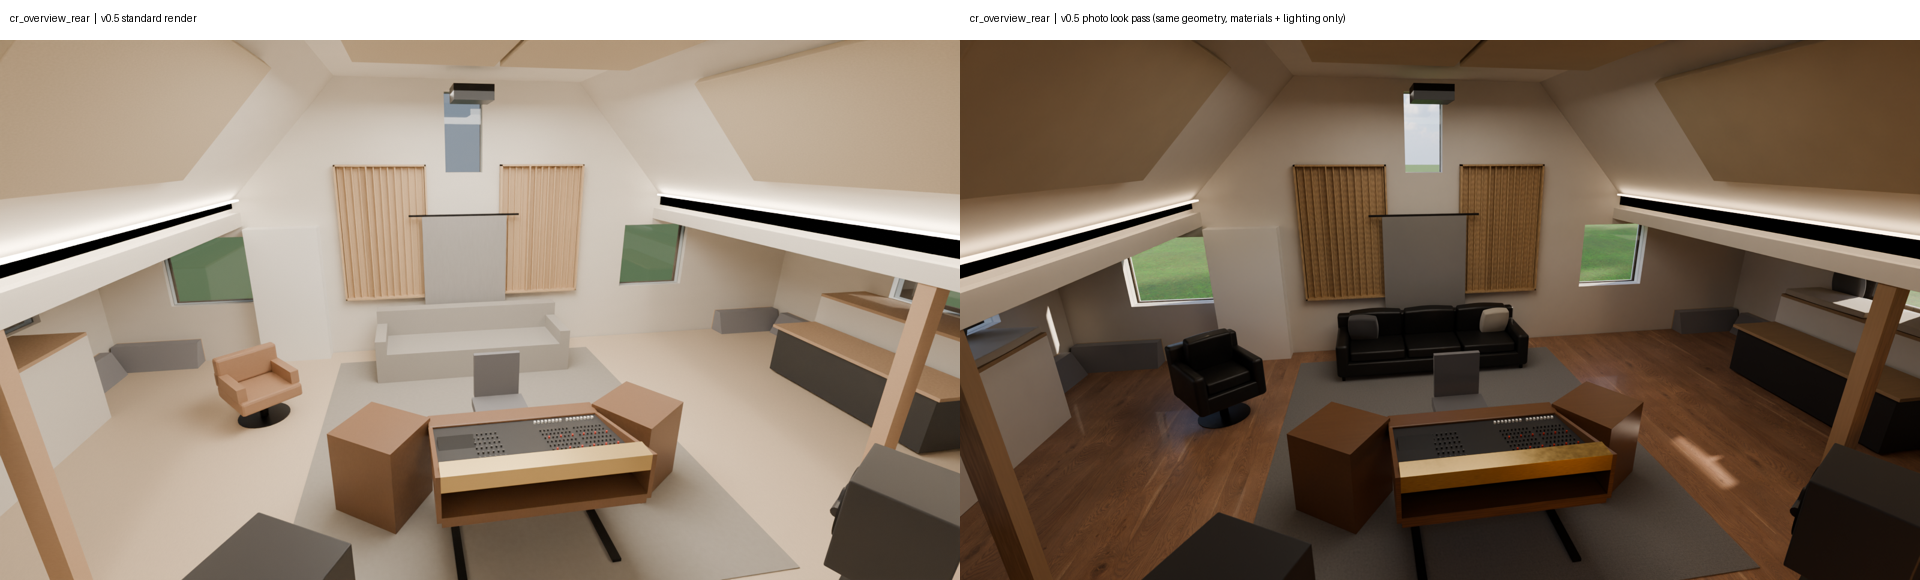 cr_overview_rear | v0.5 standard render
cr_overview_rear | v0.5 photo look pass (same geometry, materials + lighting only)